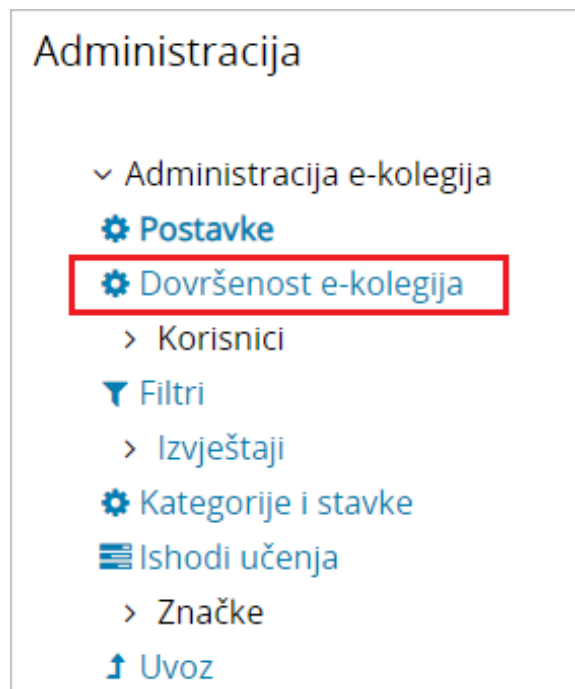 Administracija
Administracija e-kolegija
Postavke
Dovršenost e-kolegija
Korisnici
Filtri
Izvještaji
Kategorije i stavke
Ishodi učenja
Značke
Uvoz